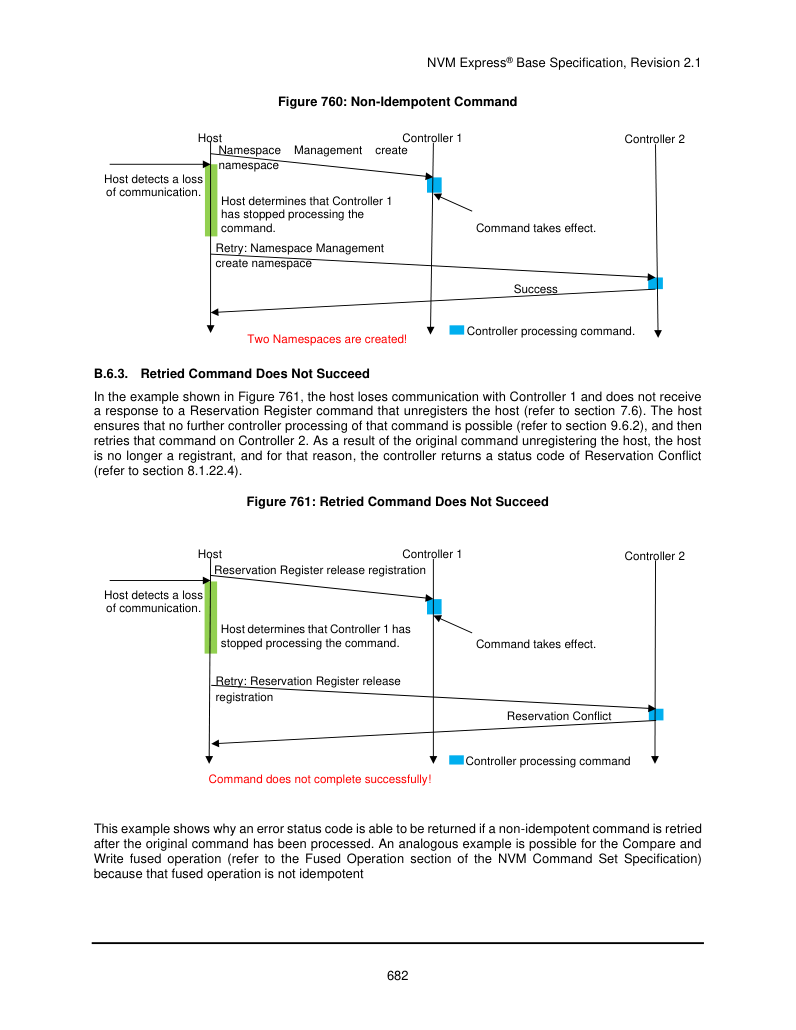 NVM Express® Base Specification, Revision 2.1
Figure 760: Non-Idempotent Command
Host
Controller 1
Controller 2
Namespace Management create
namespace
Host detects a loss
of communication.
Host determines that Controller 1
has stopped processing the
command.
Command takes effect.
Retry: Namespace Management
create namespace
Success
Controller processing command.
Two Namespaces are created!
B.6.3. Retried Command Does Not Succeed
In the example shown in Figure 761, the host loses communication with Controller 1 and does not receive
a response to a Reservation Register command that unregisters the host (refer to section 7.6). The host
ensures that no further controller processing of that command is possible (refer to section 9.6.2), and then
retries that command on Controller 2. As a result of the original command unregistering the host, the host
is no longer a registrant, and for that reason, the controller returns a status code of Reservation Conflict
(refer to section 8.1.22.4).
Figure 761: Retried Command Does Not Succeed
Host
Controller 1
Controller 2
Reservation Register release registration
Host detects a loss
of communication.
Host determines that Controller 1 has
stopped processing the command.
Command takes effect.
Retry: Reservation Register release
registration
Reservation Conflict
Controller processing command
Command does not complete successfully!
This example shows why an error status code is able to be returned if a non-idempotent command is retried
after the original command has been processed. An analogous example is possible for the Compare and
Write fused operation (refer to the Fused Operation section of the NVM Command Set Specification)
because that fused operation is not idempotent
682